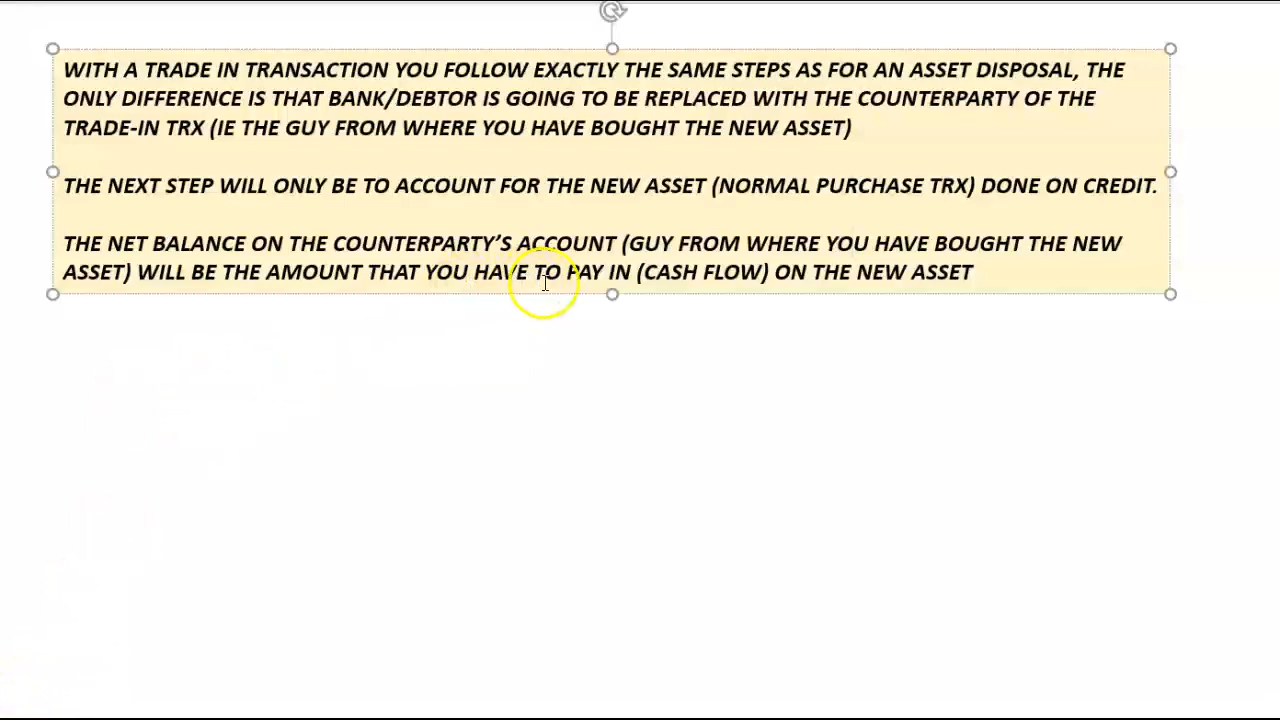 WITH A TRADE IN TRANSACTION YOU FOLLOW EXACTLY THE SAME STEPS AS FOR AN ASSET DISPOSAL, THE
ONLY DIFFERENCE IS THAT BANK/DEBTOR IS GOING TO BE REPLACED WITH THE COUNTERPARTY OF THE
TRADE-IN TRX (IE THE GUY FROM WHERE YOU HAVE BOUGHT THE NEW ASSET)
THE NEXT STEP WILL ONLY BE TO ACCOUNT FOR THE NEW ASSET (NORMAL PURCHASE TRX) DONE ON CREDIT.
THE NET BALANCE ON THE COUNTERPARTY’S ACCOUNT (GUY FROM WHERE YOU HAVE BOUGHT THE NEW
ASSET) WILL BE THE AMOUNT THAT YOU HAVE TO PAY IN (CASH FLOW) ON THE NEW ASSET